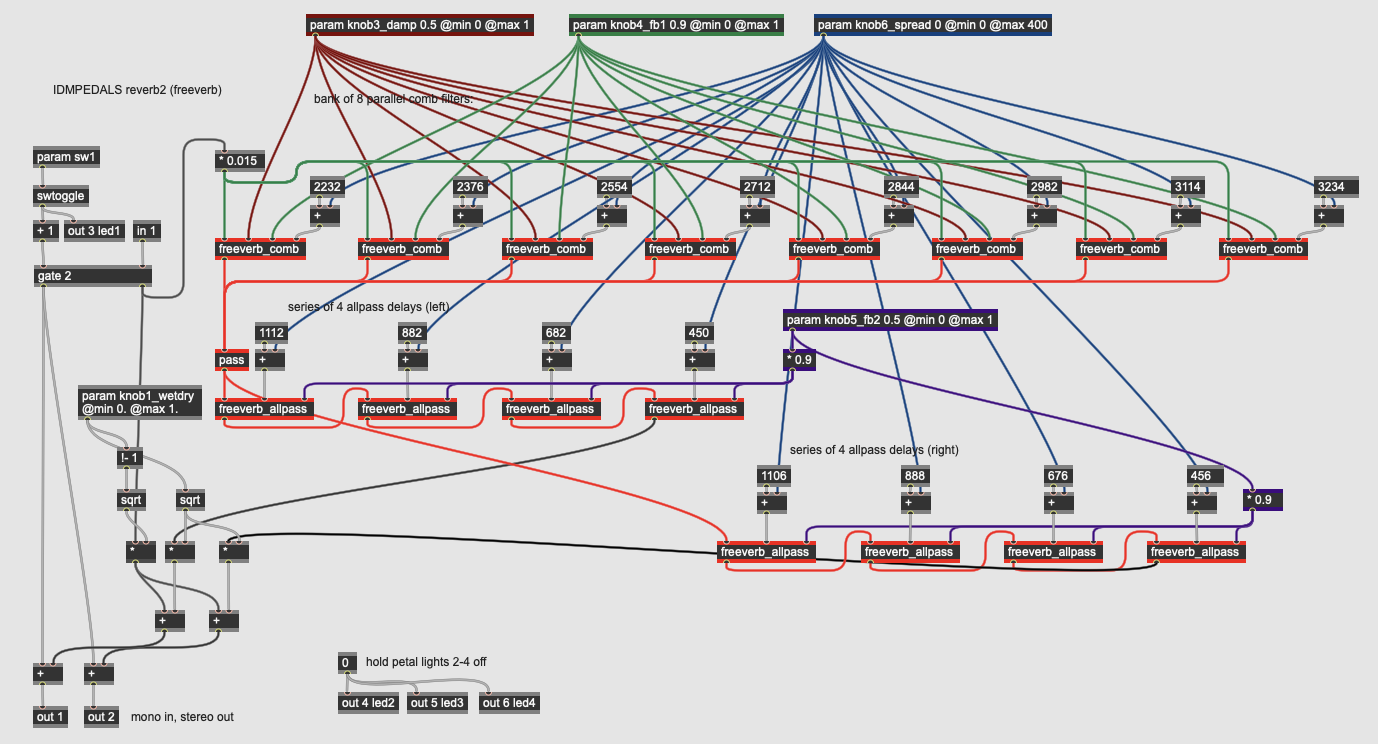 param knob3_damp 0.5 @min 0 @max 1
param knob4_fb1 0.9 @min 0 @max 1
param knob6_spread 0 @min 0 @max 400
IDMPEDALS reverb2 (freeverb)
bank of 8 parallel comb filters:
param sw1
* 0.015
swtoggle
2232
2376
2554
2712
2844
2982
3114
3234
+
+
+
+
+
+
+
+
+ 1
out 3 led1
in 1
freeverb_comb
freeverb_comb
freeverb_comb
freeverb_comb
freeverb_comb
freeverb_comb
freeverb_comb
freeverb_comb
gate 2
series of 4 allpass delays (left)
param knob5_fb2 0.5 @min 0 @max 1
1112
882
682
450
pass
+
+
+
+
* 0.9
param knob1_wetdry
@min 0. @max 1.
freeverb_allpass
freeverb_allpass
freeverb_allpass
freeverb_allpass
series of 4 allpass delays (right)
!- 1
1106
888
676
456
sqrt
sqrt
+
+
+
+
* 0.9
*
*
*
freeverb_allpass
freeverb_allpass
freeverb_allpass
freeverb_allpass
+
+
0
hold petal lights 2-4 off
+
+
out 4 led2
out 5 led3
out 6 led4
out 1
out 2
mono in, stereo out